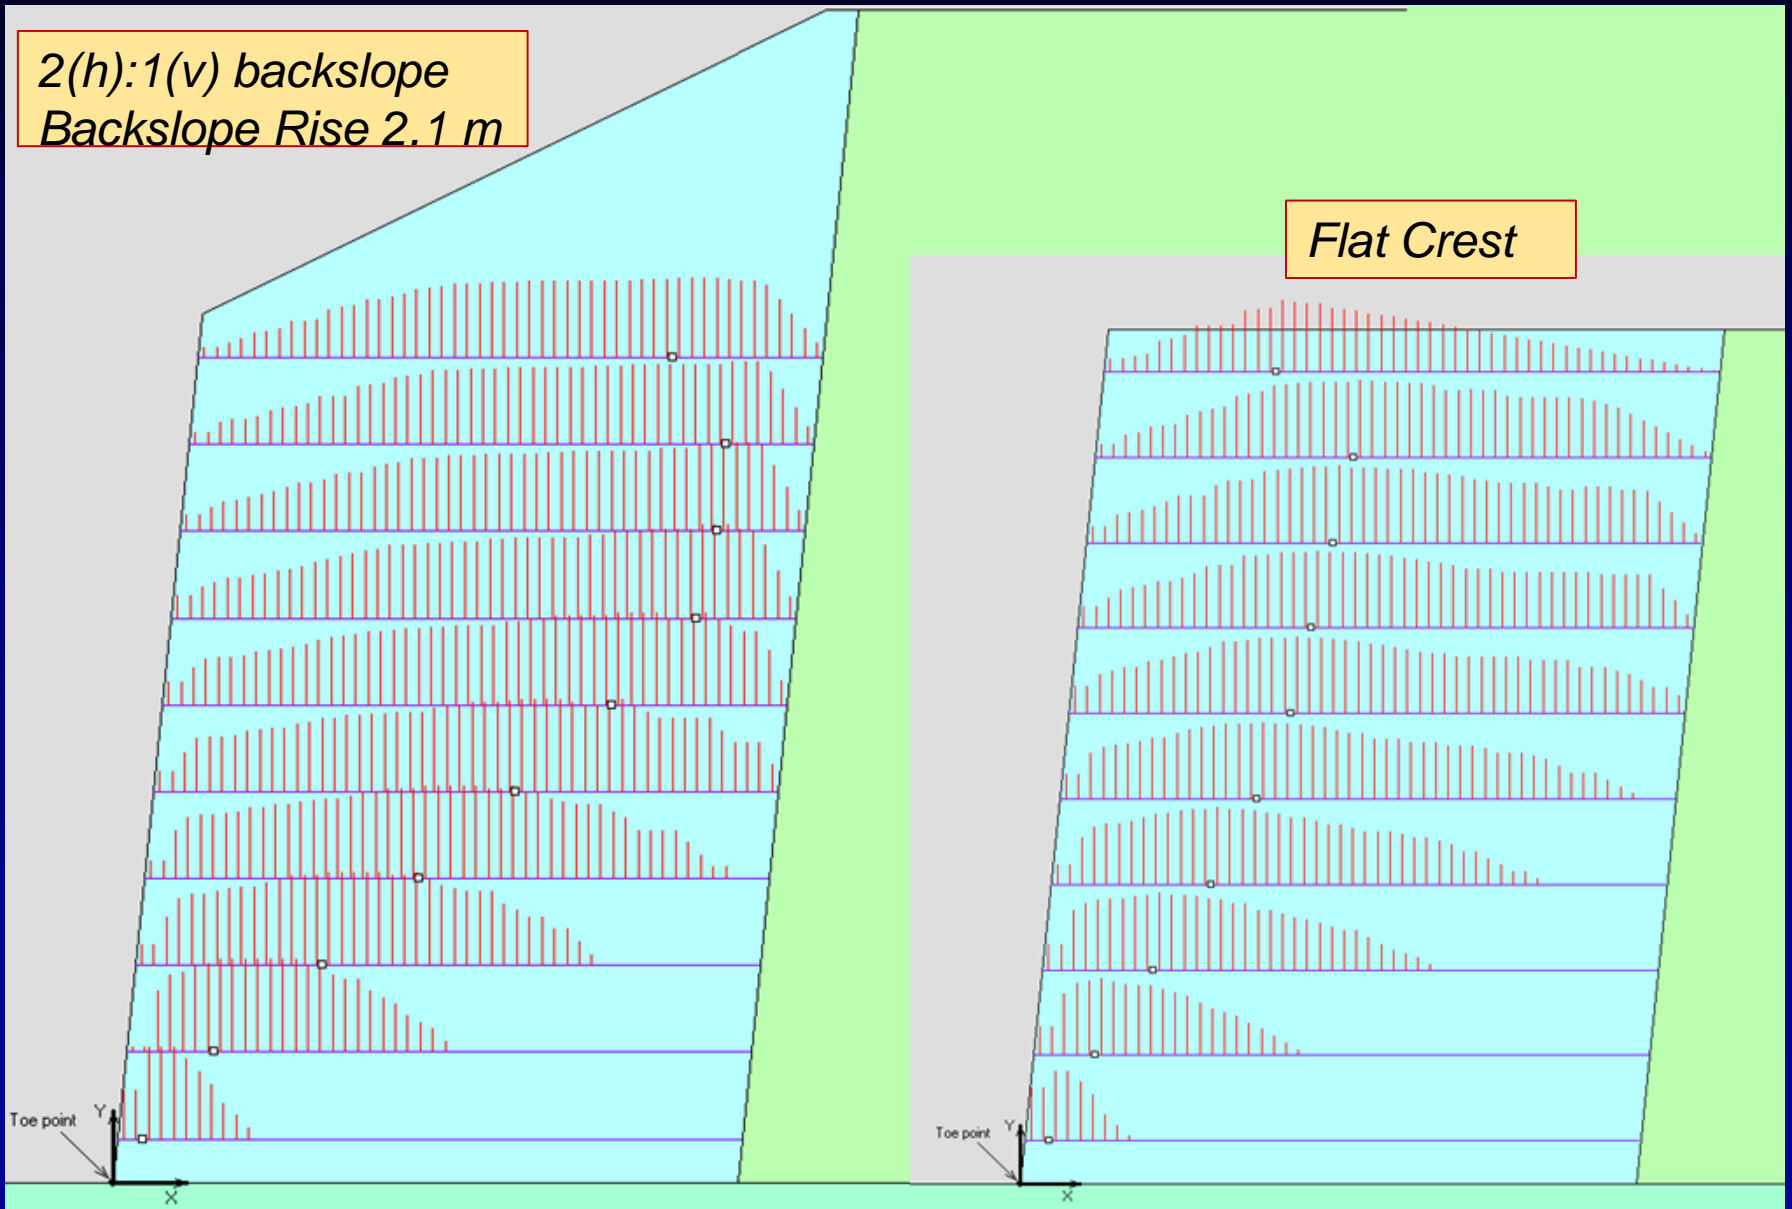 2(h):1(v) backslope
Backslope Rise 2.1 m
Flat Crest
Toe point
Y
X
Toe point
Y
X